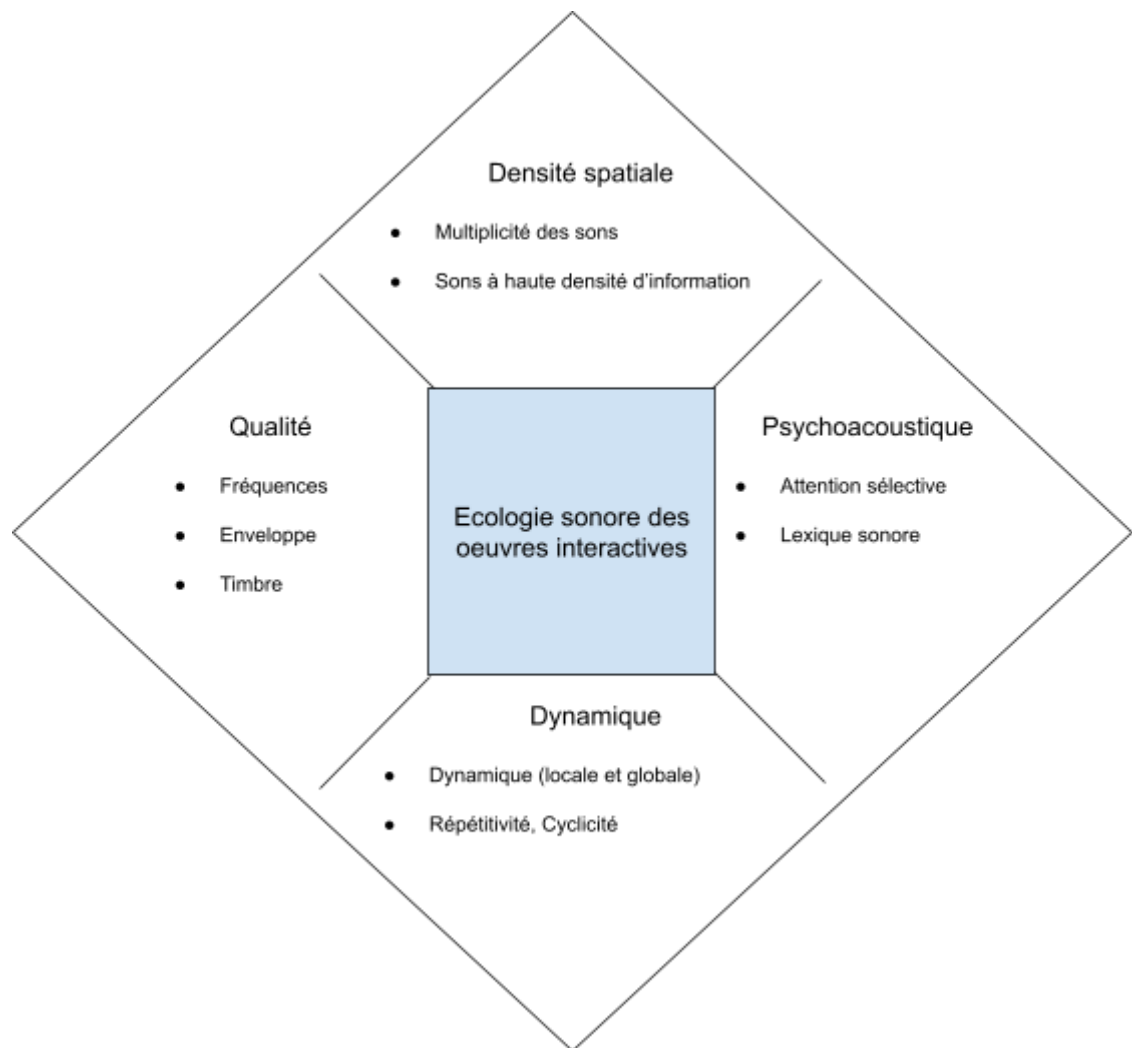 Densité spatiale
● Multiplicité des sons
● Sons à haute densité d'information
Qualité
● Fréquences
● Enveloppe
● Timbre
Ecologie sonore des
oeuvres interactives
Psychoacoustique
● Attention sélective
● Lexique sonore
Dynamique
● Dynamique (locale et globale)
● Répétitivité, Cyclicité